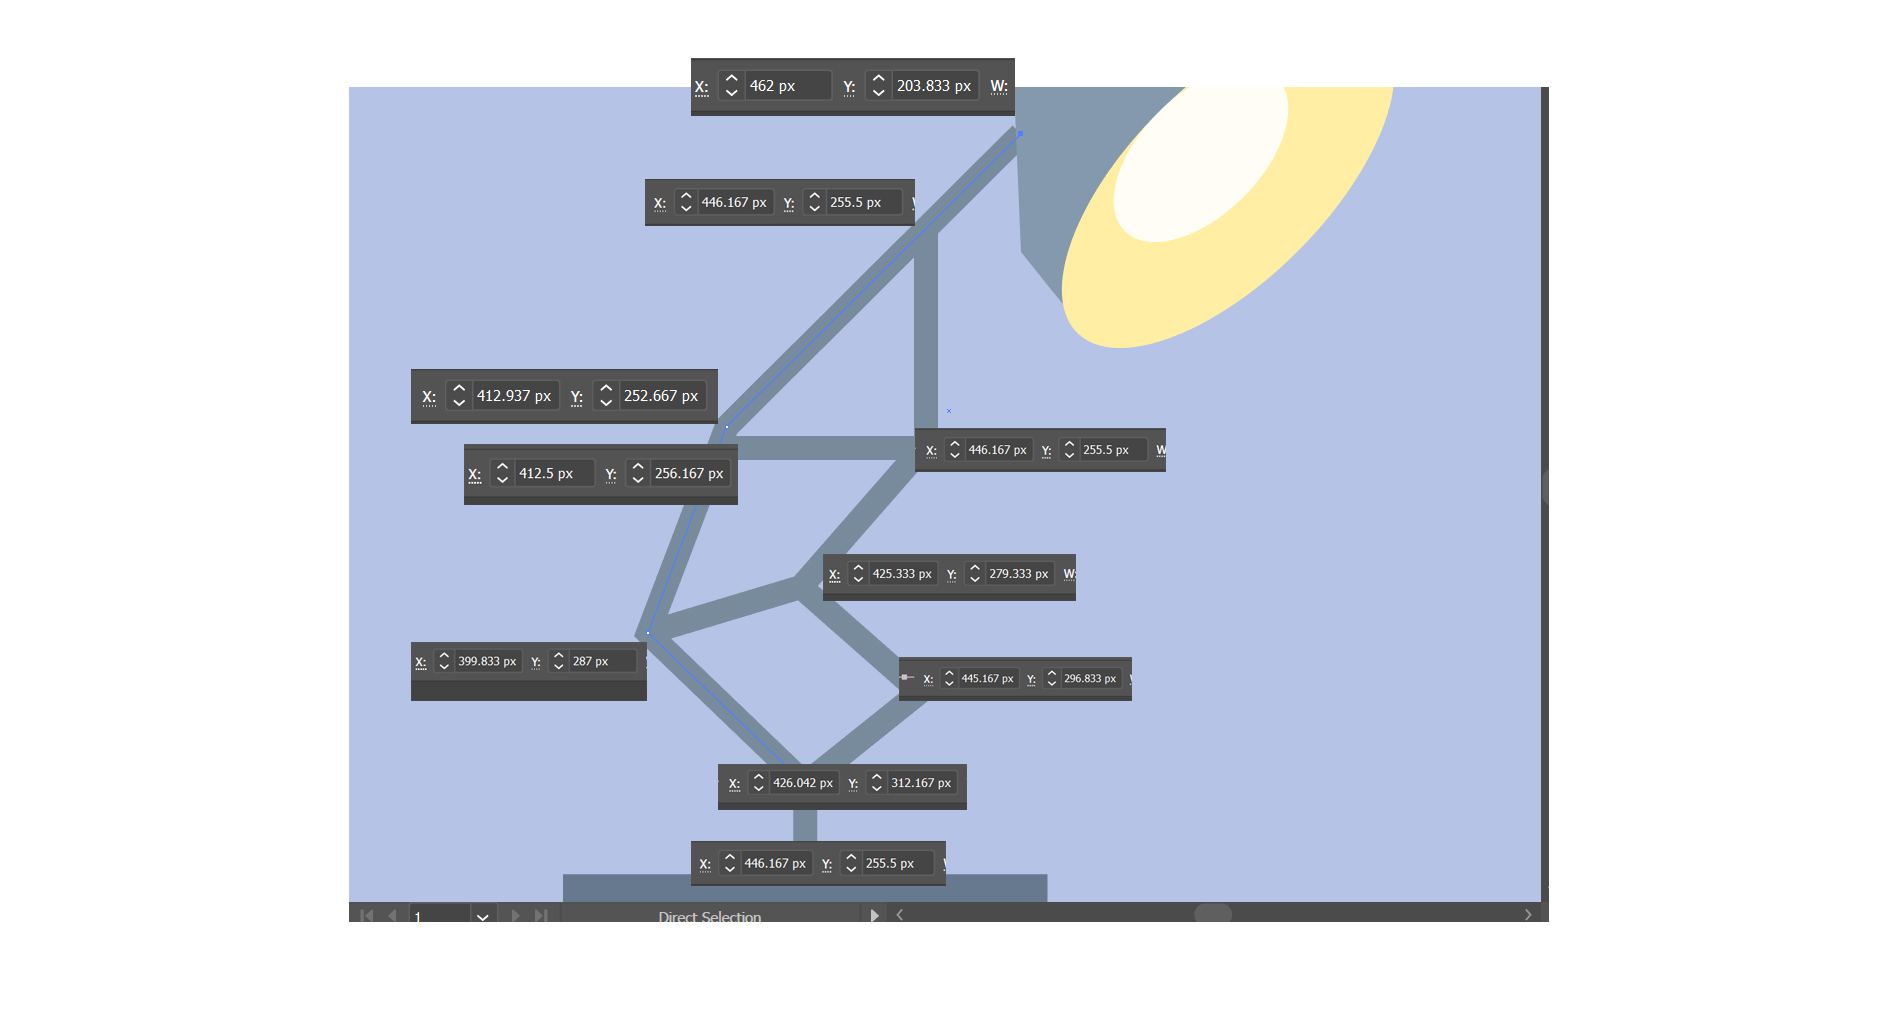 X: 462 px Y: 203.833 px W:
X: 446.167 px Y: 255.5 px
X: 412.937 px Y: 252.667 px
X: 446.167 px Y: 255.5 px W
X: 412.5 px Y: 256.167 px
X: 425.333 px Y: 279.333 px W:
X: 399.833 px Y: 287 px
X: 445.167 px Y: 296.833 px
X: 426.042 px Y: 312.167 px
X: 446.167 px Y: 255.5 px
1 Direct Selection